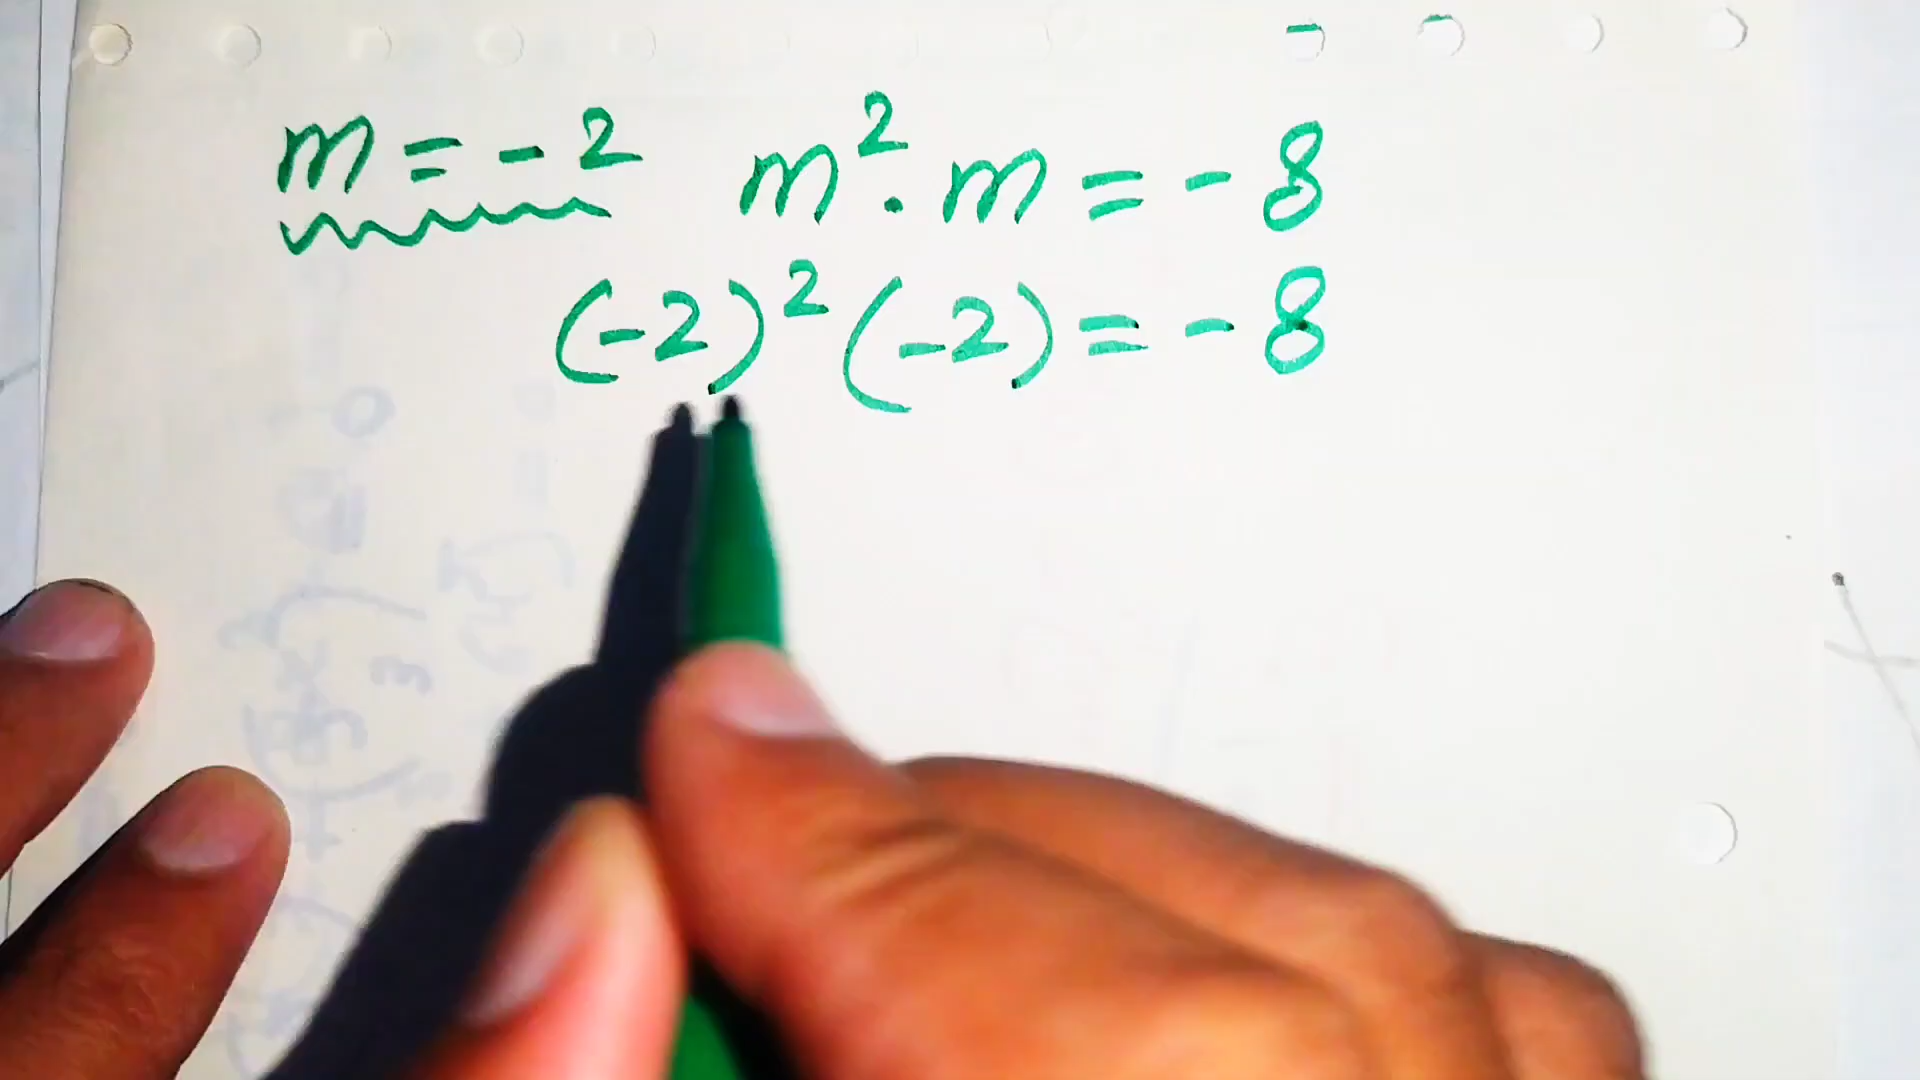 m = -2 m². m = - 8
(-2)² (-2) = - 8